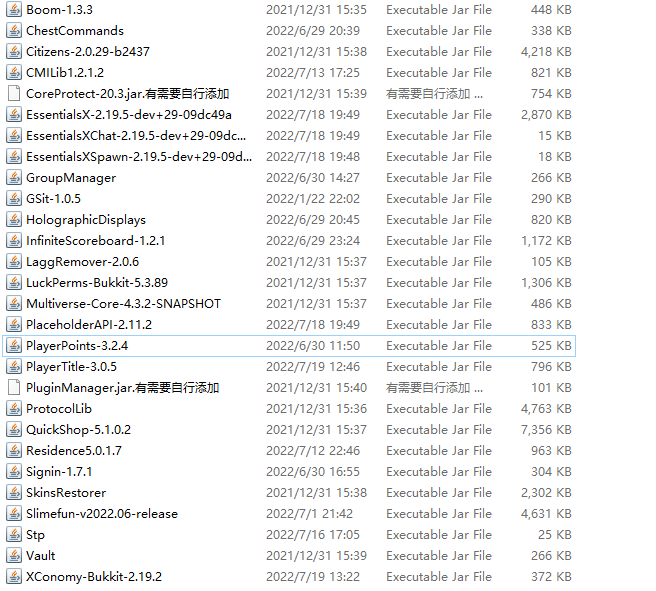 Boom-1.3.3 2021/12/31 15:35 Executable Jar File 448 KB
ChestCommands 2022/6/29 20:39 Executable Jar File 338 KB
Citizens-2.0.29-b2437 2021/12/31 15:38 Executable Jar File 4,218 KB
CMILib1.2.1.2 2022/7/13 17:25 Executable Jar File 821 KB
CoreProtect-20.3.jar.有需要自行添加 2021/12/31 15:39 有需要自行添加 ... 754 KB
EssentialsX-2.19.5-dev+29-09dc49a 2022/7/18 19:49 Executable Jar File 2,870 KB
EssentialsXChat-2.19.5-dev+29-09dc... 2022/7/18 19:49 Executable Jar File 15 KB
EssentialsXSpawn-2.19.5-dev+29-09d... 2022/7/18 19:48 Executable Jar File 18 KB
GroupManager 2022/6/30 14:27 Executable Jar File 266 KB
GSit-1.0.5 2022/1/22 22:02 Executable Jar File 290 KB
HolographicDisplays 2022/6/29 20:45 Executable Jar File 820 KB
InfiniteScoreboard-1.2.1 2022/6/29 23:24 Executable Jar File 1,172 KB
LaggRemover-2.0.6 2021/12/31 15:37 Executable Jar File 105 KB
LuckPerms-Bukkit-5.3.89 2021/12/31 15:37 Executable Jar File 1,306 KB
Multiverse-Core-4.3.2-SNAPSHOT 2021/12/31 15:37 Executable Jar File 486 KB
PlaceholderAPI-2.11.2 2022/7/18 19:49 Executable Jar File 833 KB
PlayerPoints-3.2.4 2022/6/30 11:50 Executable Jar File 525 KB
PlayerTitle-3.0.5 2022/7/19 12:46 Executable Jar File 796 KB
PluginManager.jar.有需要自行添加 2021/12/31 15:40 有需要自行添加 ... 101 KB
ProtocolLib 2021/12/31 15:36 Executable Jar File 4,763 KB
QuickShop-5.1.0.2 2021/12/31 15:37 Executable Jar File 7,356 KB
Residence5.0.1.7 2022/7/12 22:46 Executable Jar File 963 KB
Signin-1.7.1 2022/6/30 16:55 Executable Jar File 304 KB
SkinsRestorer 2021/12/31 15:38 Executable Jar File 2,302 KB
Slimefun-v2022.06-release 2022/7/1 21:42 Executable Jar File 4,631 KB
Stp 2022/7/16 17:05 Executable Jar File 25 KB
Vault 2021/12/31 15:39 Executable Jar File 266 KB
XConomy-Bukkit-2.19.2 2022/7/19 13:22 Executable Jar File 372 KB